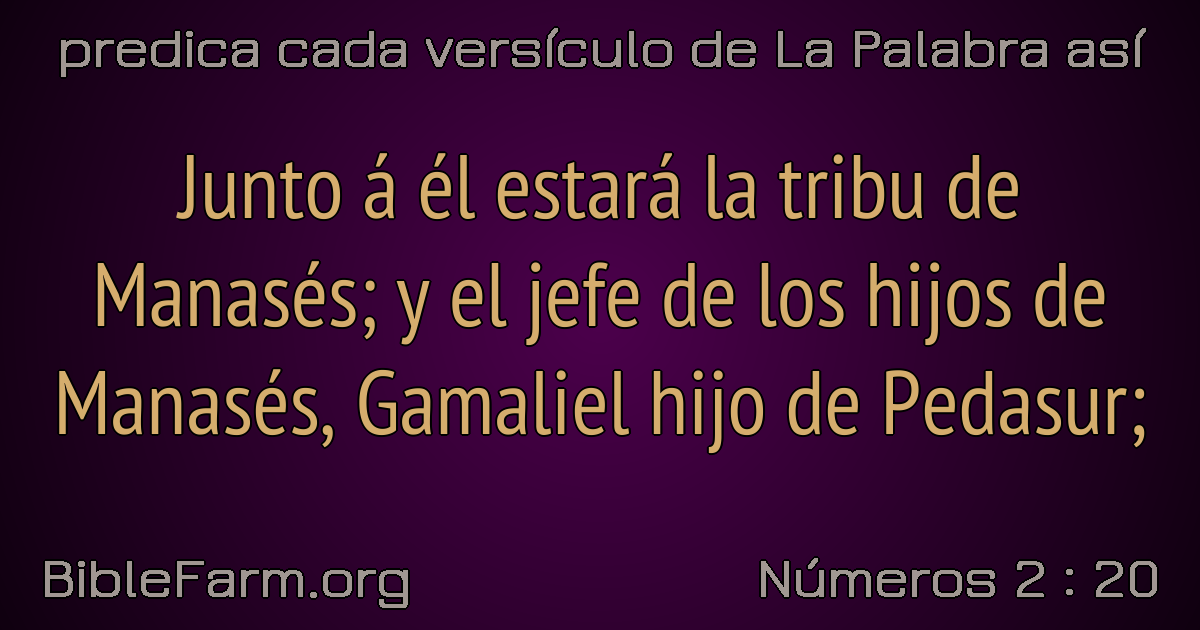 predica cada versículo de La Palabra así
Junto á él estará la tribu de
Manasés; y el jefe de los hijos de
Manasés, Gamaliel hijo de Pedasur;
BibleFarm.org
Números 2 : 20